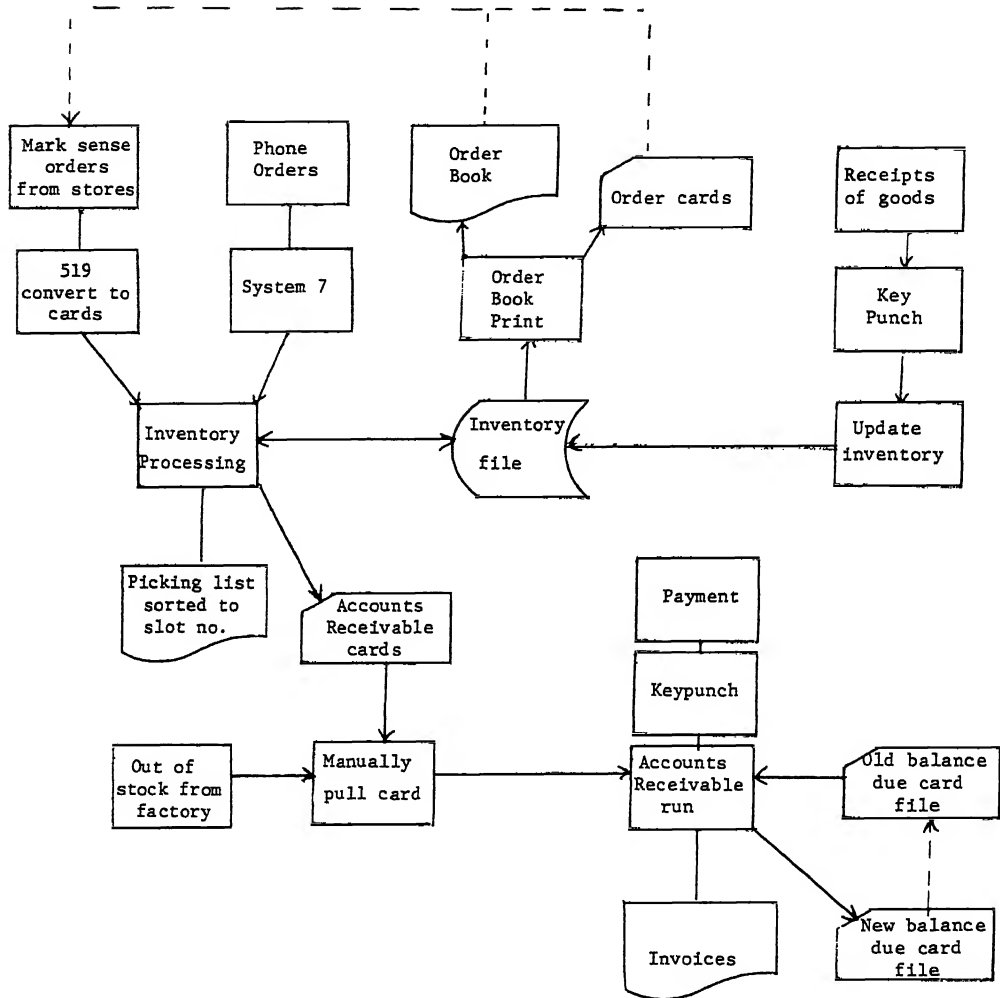 Mark sense
orders
from stores
Phone
Orders
Order
Book
Order cards
Receipts
of goods
519
convert to
cards
System 7
Order
Book
Print
Key
Punch
Inventory
Processing
Inventory
file
Update
inventory
Picking list
sorted to
slot no.
Accounts
Receivable
cards
Payment
Keypunch
Out of
stock from
factory
Manually
pull card
Accounts
Receivable
run
Old balance
due card
file
Invoices
New balance
due card
file